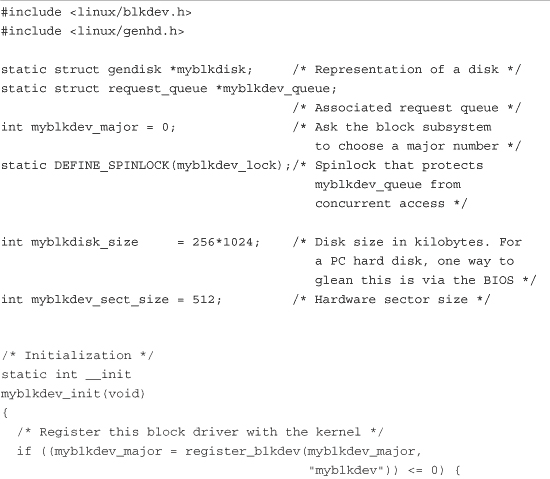 #include <linux/blkdev.h>
#include <linux/genhd.h>

static struct gendisk *myblkdisk;     /* Representation of a disk */
static struct request_queue *myblkdev_queue;
                                      /* Associated request queue */
int myblkdev_major = 0;               /* Ask the block subsystem
                                         to choose a major number */
static DEFINE_SPINLOCK(myblkdev_lock);/* Spinlock that protects
                                         myblkdev_queue from
                                         concurrent access */

int myblkdisk_size     = 256*1024;    /* Disk size in kilobytes. For
                                         a PC hard disk, one way to
                                         glean this is via the BIOS */
int myblkdev_sect_size = 512;         /* Hardware sector size */

/* Initialization */
static int __init
myblkdev_init(void)
{
  /* Register this block driver with the kernel */
  if ((myblkdev_major = register_blkdev(myblkdev_major,
                                        "myblkdev")) <= 0) {